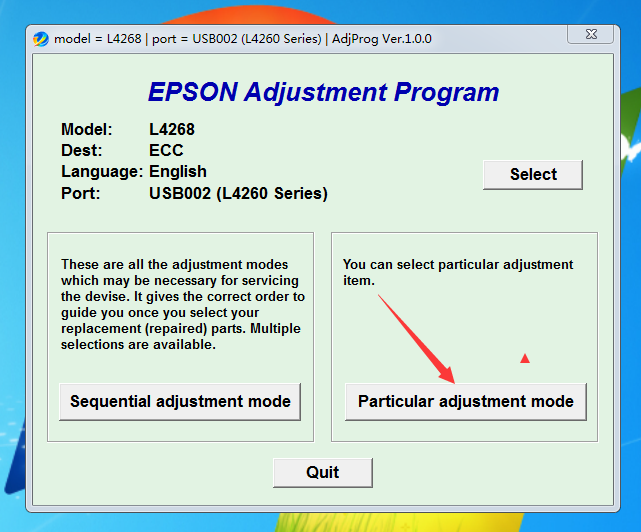 model = L4268 | port = USB002 (L4260 Series) | AdjProg Ver.1.0.0
EPSON Adjustment Program
Model: L4268
Dest: ECC
Language: English
Port: USB002 (L4260 Series)
Select
These are all the adjustment modes
which may be necessary for servicing
the devise. It gives the correct order to
guide you once you select your
replacement (repaired) parts. Multiple
selections are available.
Sequential adjustment mode
You can select particular adjustment
item.
Particular adjustment mode
Quit